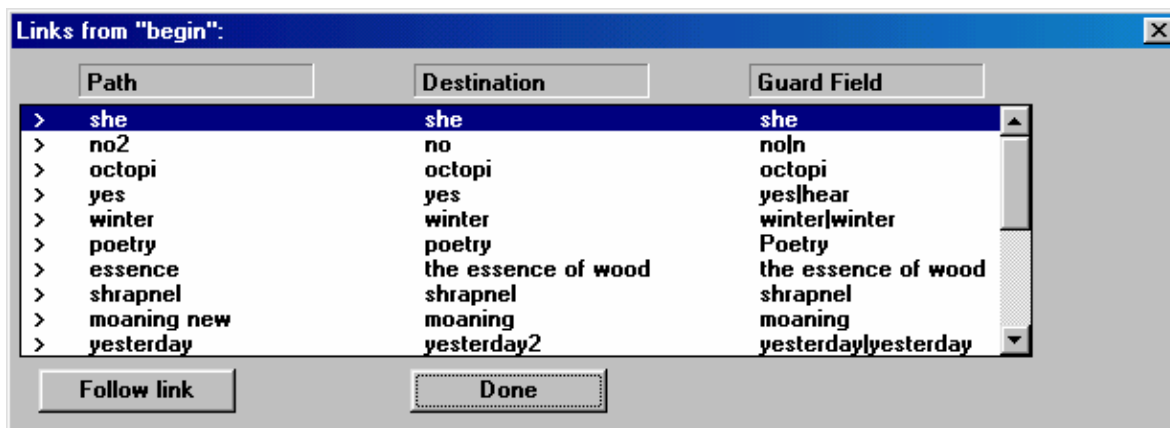 Links from "begin":
Path Destination Guard Field
> she she she
> no2 no no|n
> octopi octopi octopi
> yes yes yes|hear
> winter winter winter|winter
> poetry poetry Poetry
> essence the essence of wood the essence of wood
> shrapnel shrapnel shrapnel
> moaning new moaning moaning
> yesterday yesterday2 yesterday|yesterday
Follow link Done